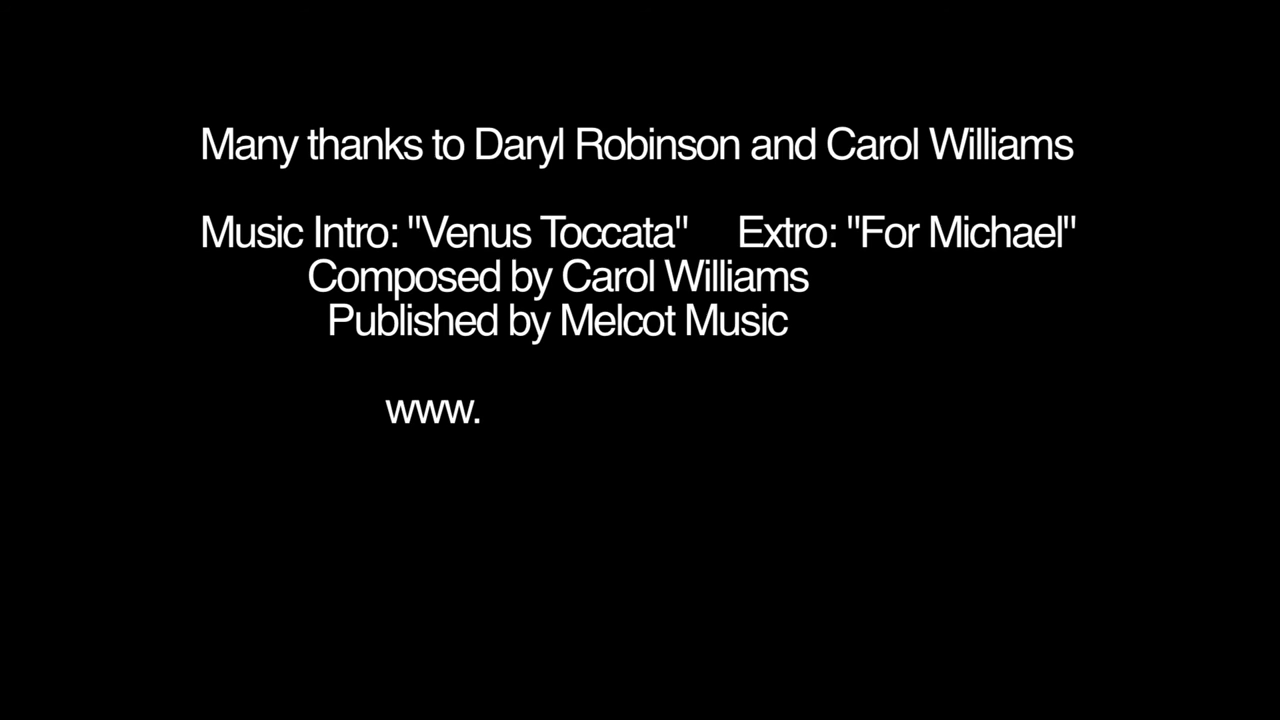 Many thanks to Daryl Robinson and Carol Williams
Music Intro: "Venus Toccata" Extro: "For Michael"
Composed by Carol Williams
Published by Melcot Music
www.